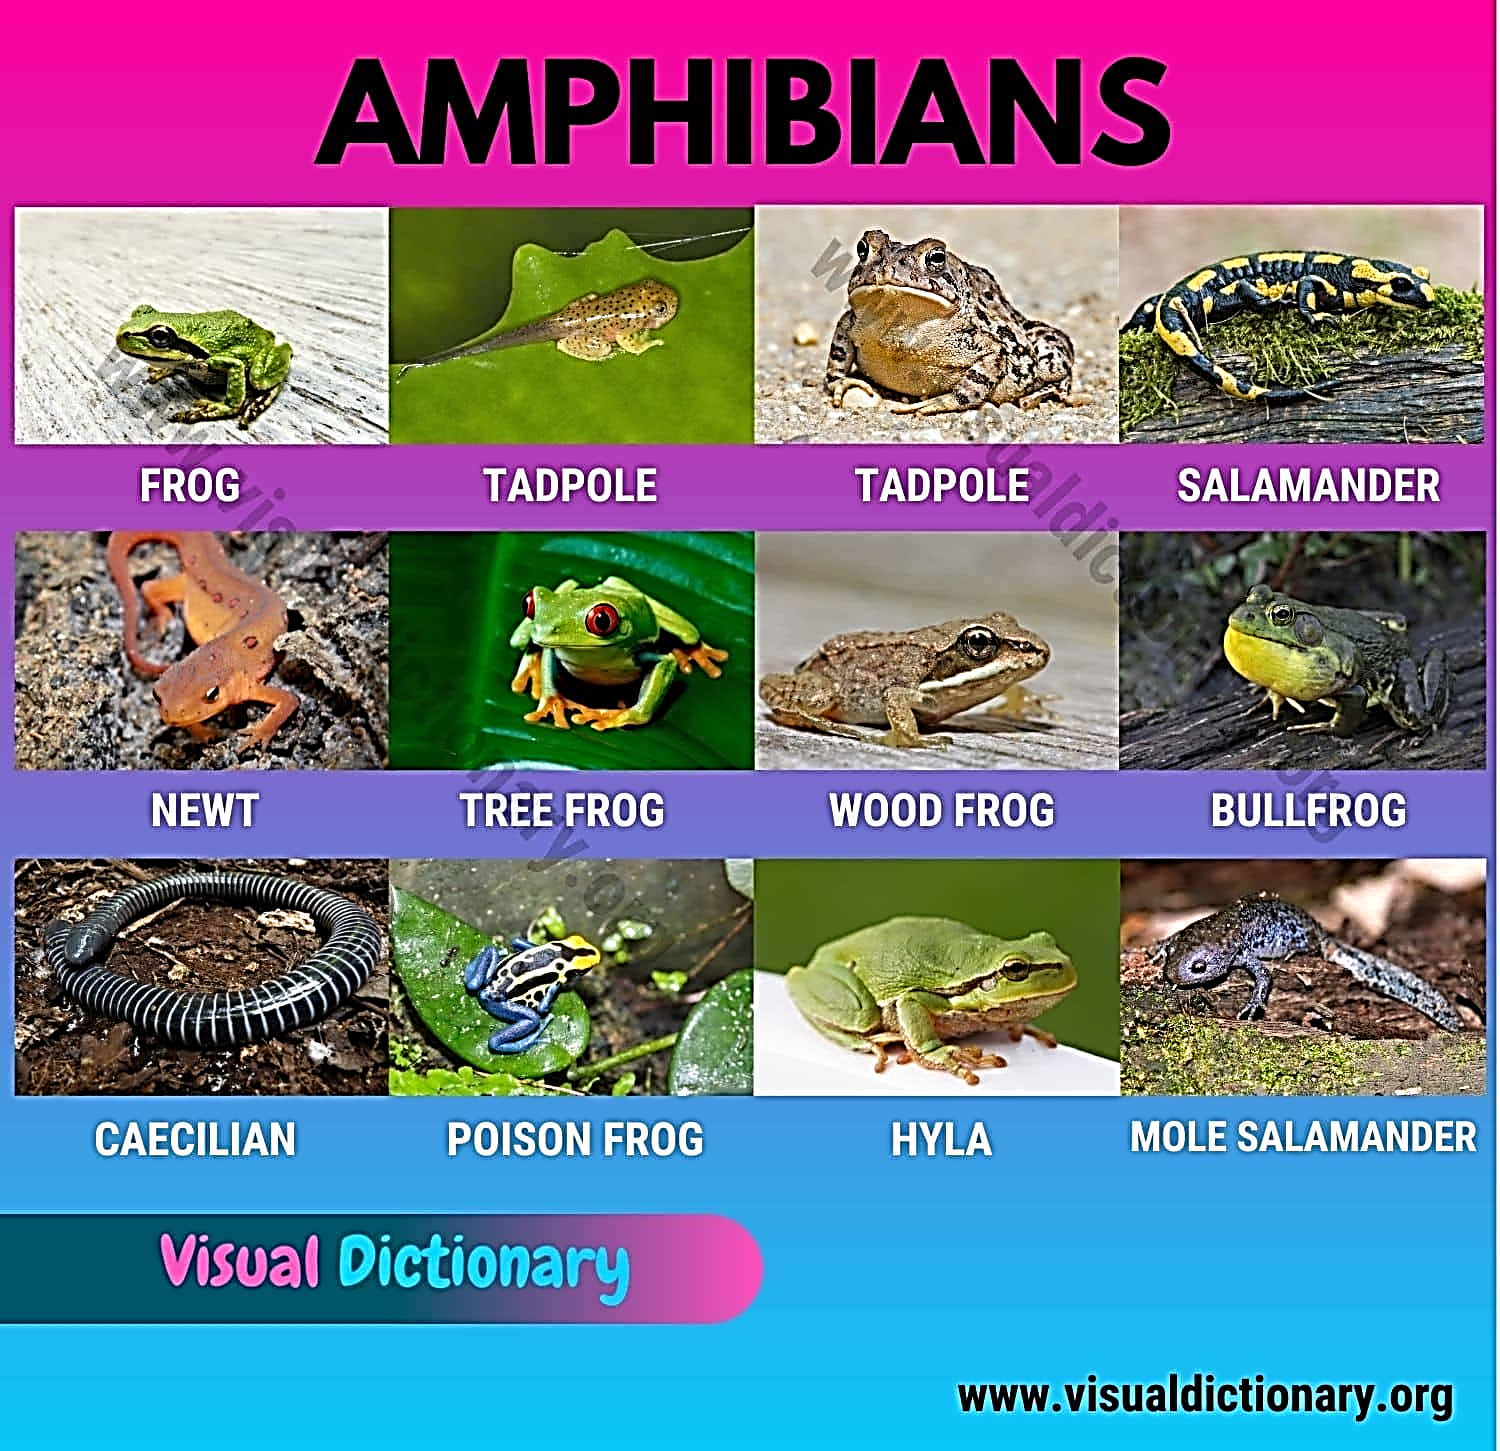 AMPHIBIANS
FROG
TADPOLE
TADPOLE
SALAMANDER
NEWT
TREE FROG
WOOD FROG
BULLFROG
CAECILIAN
POISON FROG
HYLA
MOLE SALAMANDER
Visual Dictionary
www.visualdictionary.org